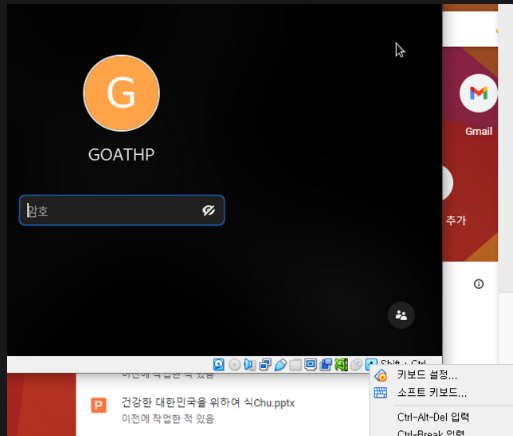 G
GOATHP
암호
Gmail
추가
Shift + Ctrl
이전에 작업한 적 있음
키보드 설정...
P
건강한 대한민국을 위하여 식Chu.pptx
이전에 작업한 적 있음
소프트 키보드...
Ctrl-Alt-Del 입력
Ctrl-Break 입력